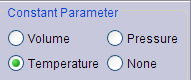 Constant Parameter
Volume Pressure
Temperature None